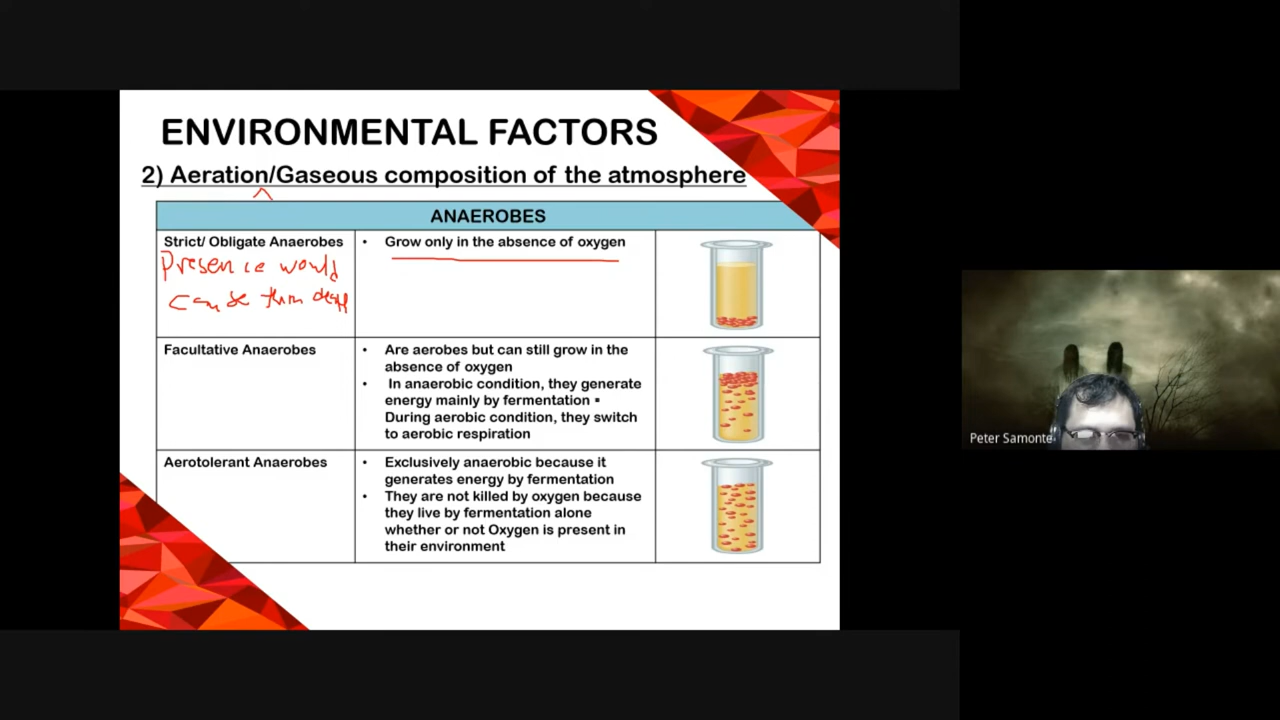 ENVIRONMENTAL FACTORS
2) Aeration/Gaseous composition of the atmosphere
ANAEROBES
Strict/ Obligate Anaerobes
Presence would
cause them death
• Grow only in the absence of oxygen
Facultative Anaerobes
• Are aerobes but can still grow in the
absence of oxygen
• In anaerobic condition, they generate
energy mainly by fermentation ▪
During aerobic condition, they switch
to aerobic respiration
Aerotolerant Anaerobes
• Exclusively anaerobic because it
generates energy by fermentation
• They are not killed by oxygen because
they live by fermentation alone
whether or not Oxygen is present in
their environment
Peter Samonte